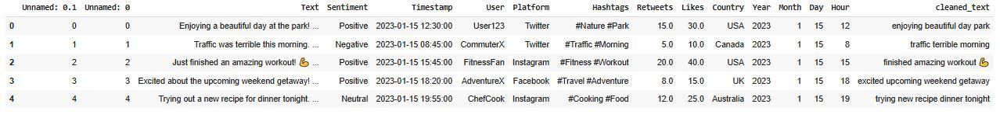 Unnamed: 0.1 Unnamed: 0 Text Sentiment Timestamp User Platform Hashtags Retweets Likes Country Year Month Day Hour cleaned_text
0 0 0 Enjoying a beautiful day at the park! ... Positive 2023-01-15 12:30:00 User123 Twitter #Nature #Park 15.0 30.0 USA 2023 1 15 12 enjoying beautiful day park
1 1 1 Traffic was terrible this morning. ... Negative 2023-01-15 08:45:00 CommuterX Twitter #Traffic #Morning 5.0 10.0 Canada 2023 1 15 8 traffic terrible morning
2 2 2 Just finished an amazing workout! 💪 ... Positive 2023-01-15 15:45:00 FitnessFan Instagram #Fitness #Workout 20.0 40.0 USA 2023 1 15 15 finished amazing workout 💪
3 3 3 Excited about the upcoming weekend getaway! ... Positive 2023-01-15 18:20:00 AdventureX Facebook #Travel #Adventure 8.0 15.0 UK 2023 1 15 18 excited upcoming weekend getaway
4 4 4 Trying out a new recipe for dinner tonight. ... Neutral 2023-01-15 19:55:00 ChefCook Instagram #Cooking #Food 12.0 25.0 Australia 2023 1 15 19 trying new recipe dinner tonight